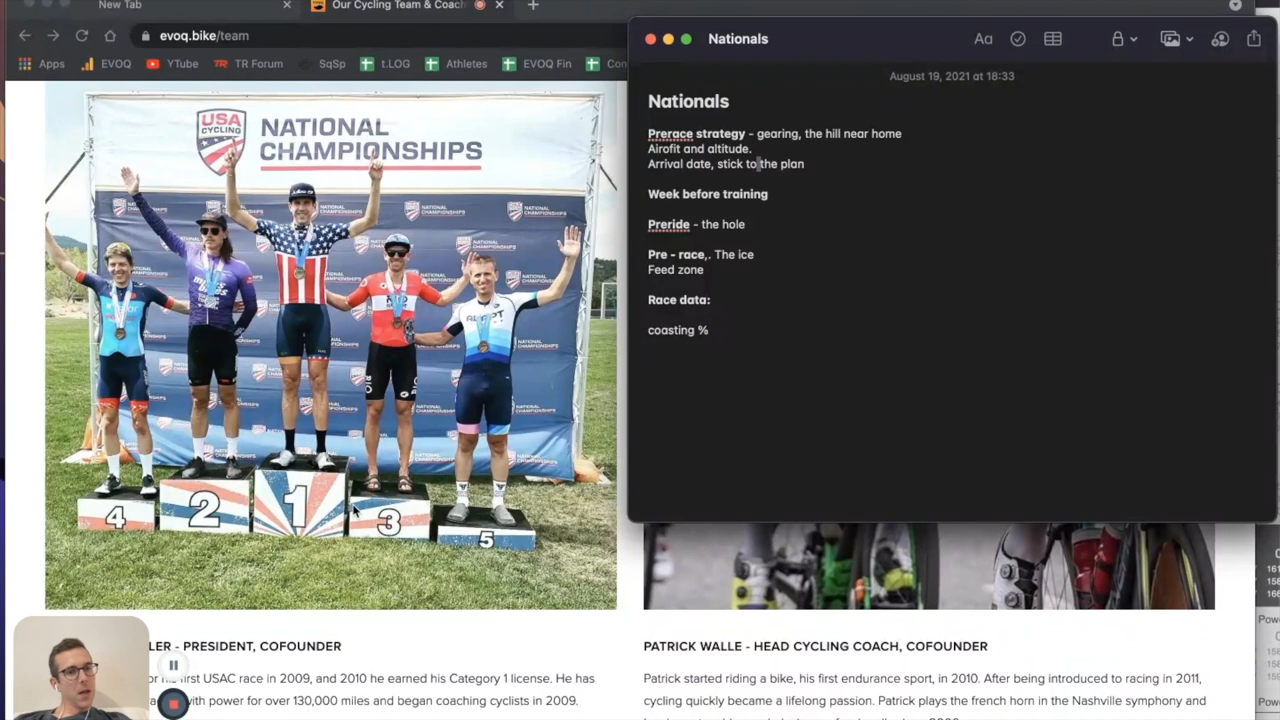 New Tab
Our Cycling Team & Coach
evoq.bike/team
Apps
EVOQ
YTube
TR Forum
SqSp
t.LOG
Athletes
EVOQ Fin
Con
USA
CYCLING
NATIONAL
CHAMPIONSHIPS
4
2
1
3
5
Nationals
August 19, 2021 at 18:33
Nationals
Prerace strategy - gearing, the hill near home
Airofit and altitude.
Arrival date, stick to the plan
Week before training
Preride - the hole
Pre - race,. The ice
Feed zone
Race data:
coasting %
LER - PRESIDENT, COFOUNDER
or his first USAC race in 2009, and 2010 he earned his Category 1 license. He has
with power for over 130,000 miles and began coaching cyclists in 2009.
PATRICK WALLE - HEAD CYCLING COACH, COFOUNDER
Patrick started riding a bike, his first endurance sport, in 2010. After being introduced to racing in 2011,
cycling quickly became a lifelong passion. Patrick plays the french horn in the Nashville symphony and